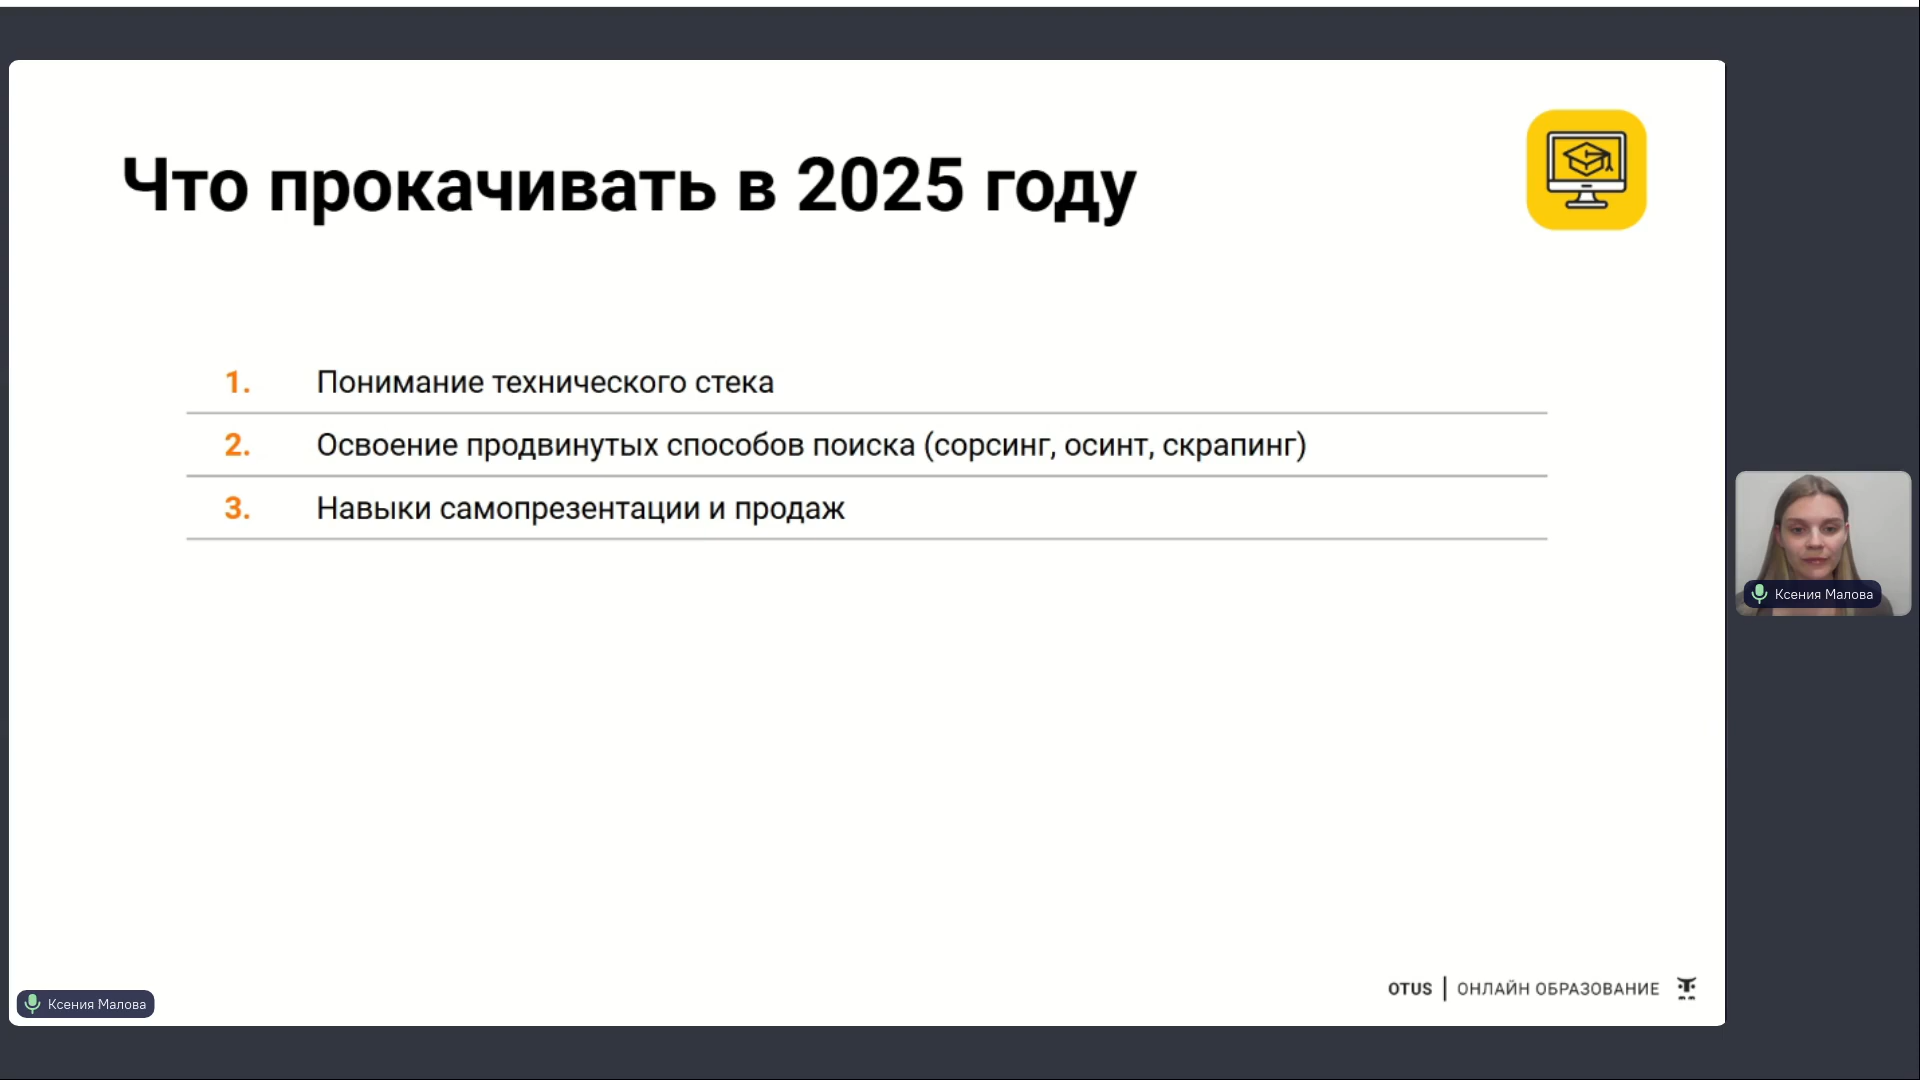 Что прокачивать в 2025 году
1. Понимание технического стека
2. Освоение продвинутых способов поиска (сорсинг, осинт, скрапинг)
3. Навыки самопрезентации и продаж
Ксения Малова
OTUS | ОНЛАЙН ОБРАЗОВАНИЕ
Ксения Малова